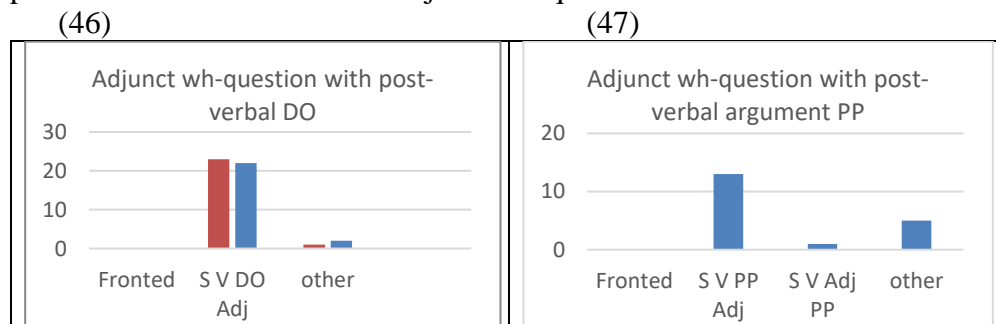 (46) (47)
Adjunct wh-question with post-
verbal DO
30
20
10
0
Fronted S V DO other
Adj
Adjunct wh-question with post-
verbal argument PP
20
10
0
Fronted S V PP S V Adj other
Adj PP